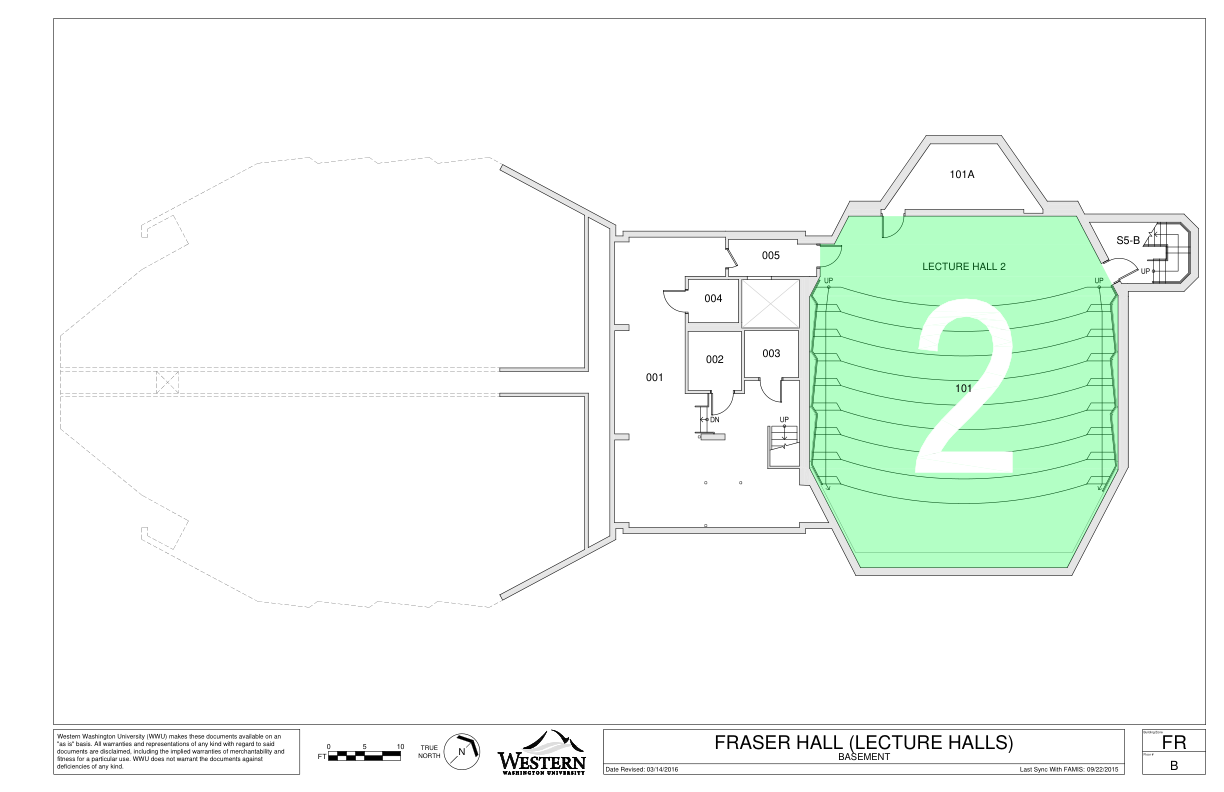 101A
S5-B
UP
005
LECTURE HALL 2
UP
UP
004
2
002
003
001
101
DN
UP
Western Washington University (WWU) makes these documents available on an
"as is" basis. All warranties and representations of any kind with regard to said
documents are disclaimed, including the implied warranties of merchantability and
fitness for a particular use. WWU does not warrant the documents against
deficiencies of any kind.
0 5 10
FT
TRUE
NORTH
N
WESTERN
WASHINGTON UNIVERSITY
FRASER HALL (LECTURE HALLS)
BASEMENT
Date Revised: 03/14/2016
Last Sync With FAMIS: 09/22/2015
FR
B